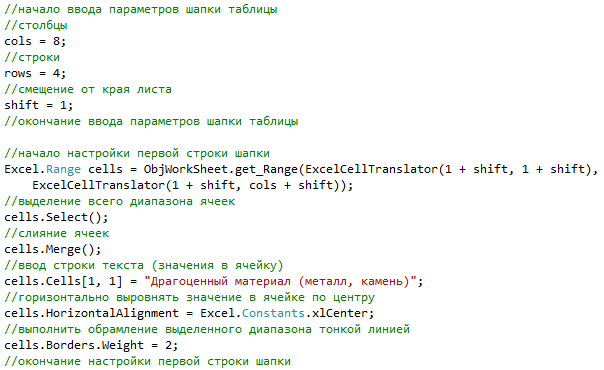 //начало ввода параметров шапки таблицы
//столбцы
cols = 8;
//строки
rows = 4;
//смещение от края листа
shift = 1;
//окончание ввода параметров шапки таблицы

//начало настройки первой строки шапки
Excel.Range cells = ObjWorkSheet.get_Range(ExcelCellTranslator(1 + shift, 1 + shift),
    ExcelCellTranslator(1 + shift, cols + shift));
//выделение всего диапазона ячеек
cells.Select();
//слияние ячеек
cells.Merge();
//ввод строки текста (значения в ячейку)
cells.Cells[1, 1] = "Драгоценный материал (металл, камень)";
//горизонтально выровнять значение в ячейке по центру
cells.HorizontalAlignment = Excel.Constants.xlCenter;
//выполнить обрамление выделенного диапазона тонкой линией
cells.Borders.Weight = 2;
//окончание настройки первой строки шапки